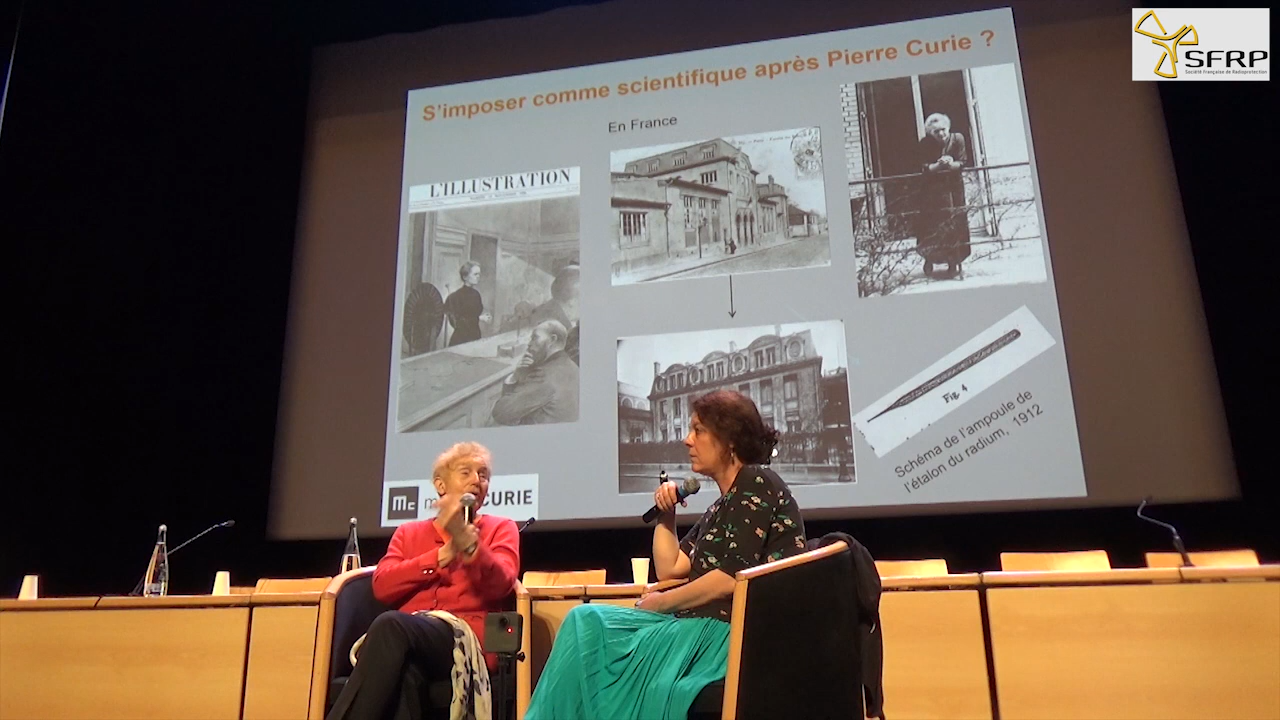 SFRP
Société Française de Radioprotection
S'imposer comme scientifique après Pierre Curie ?
En France
L'ILLUSTRATION
Fig. 4
Schéma de l'ampoule de
l'étalon du radium, 1912
Mc
CURIE